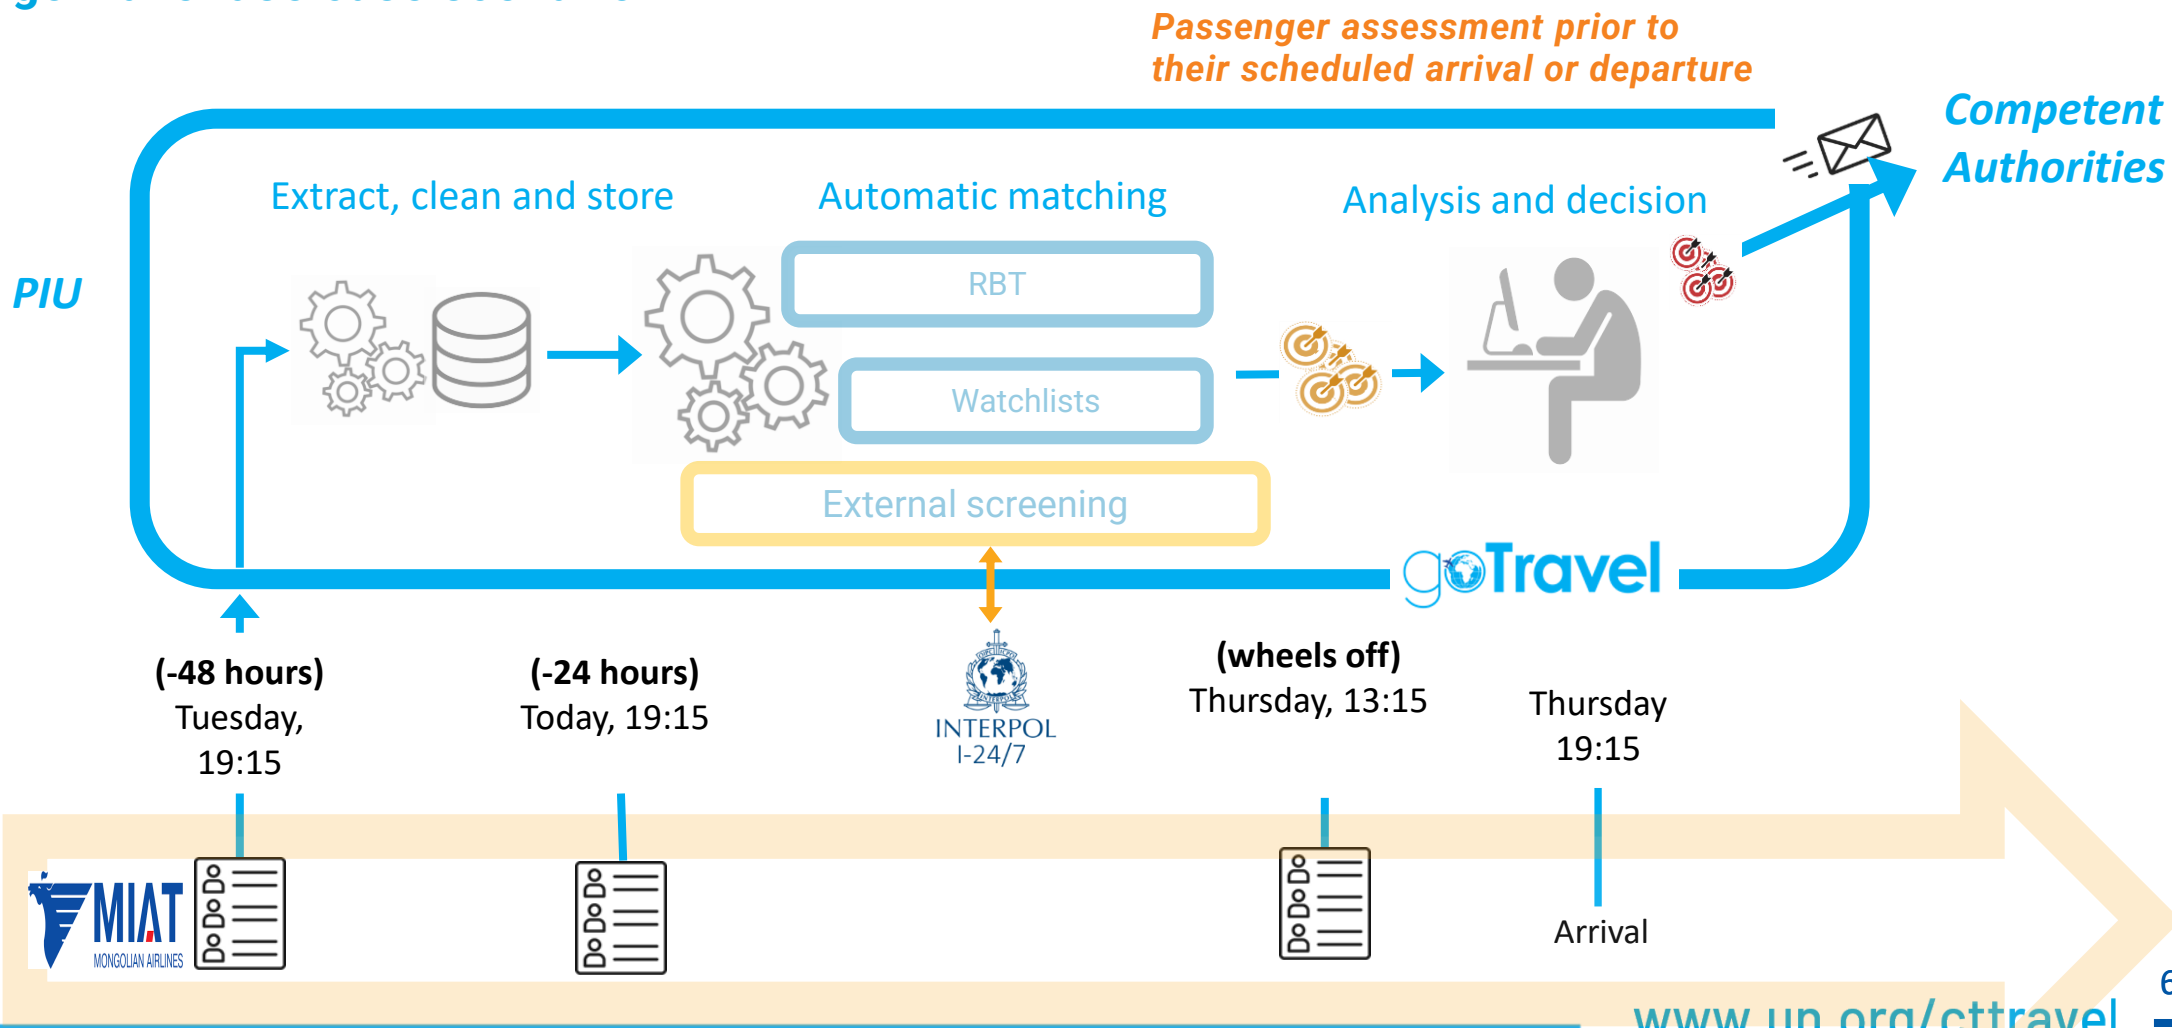 Passenger assessment prior to
their scheduled arrival or departure
Competent
Authorities
Extract, clean and store
Automatic matching
Analysis and decision
PIU
RBT
Watchlists
External screening
goTravel
(-48 hours)
Tuesday,
19:15
(-24 hours)
Today, 19:15
INTERPOL
I-24/7
(wheels off)
Thursday, 13:15
Thursday
19:15
Arrival
MIAT
MONGOLIAN AIRLINES
www.un.org/cttravel
6